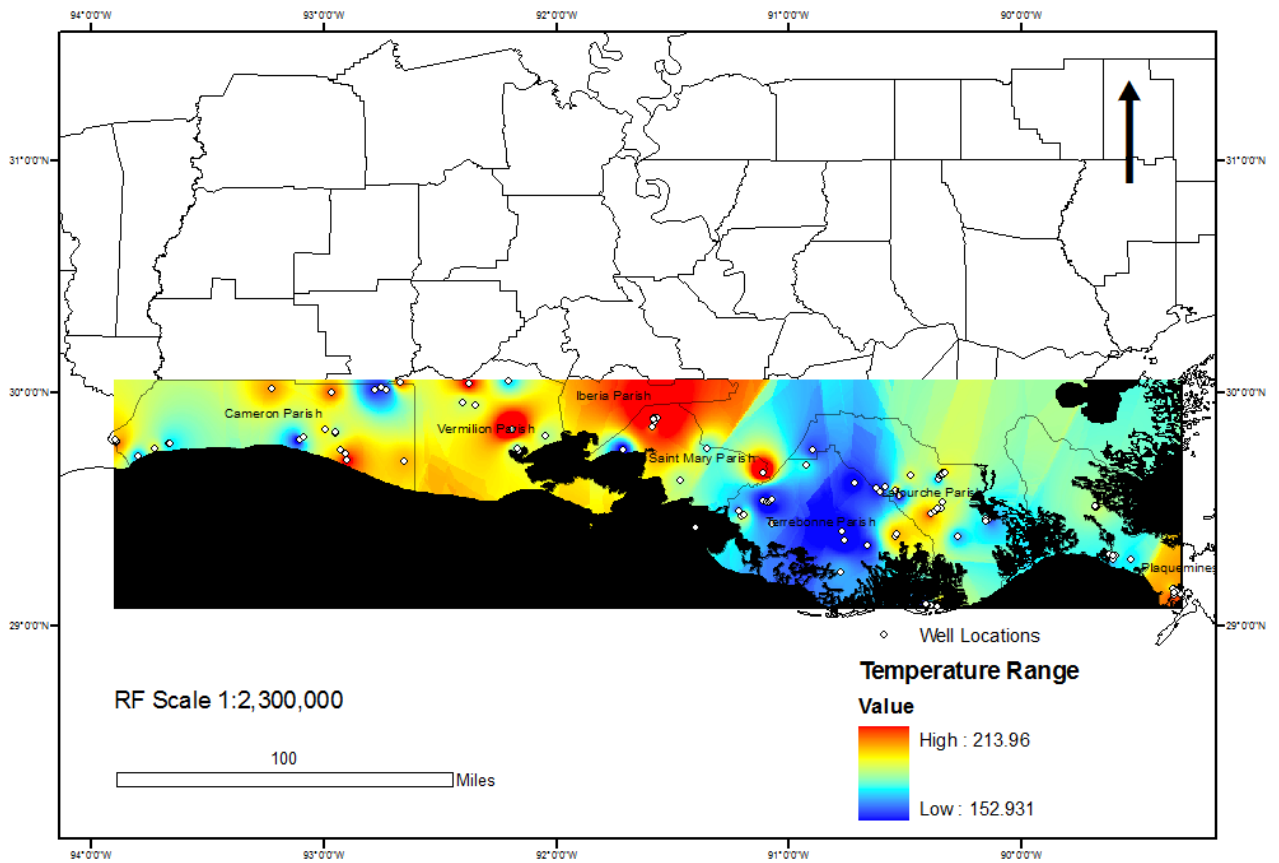 94°0'0"W 93°0'0"W 92°0'0"W 91°0'0"W 90°0'0"W
31°0'0"N 31°0'0"N
30°0'0"N 30°0'0"N
Iberia Parish
Cameron Parish
Vermilion Parish
Saint Mary Parish
Lafourche Parish
Terrebonne Parish
Plaquemines
29°0'0"N 29°0'0"N
Well Locations
Temperature Range
RF Scale 1:2,300,000
Value
High : 213.96
100
Miles
Low : 152.931
94°0'0"W 93°0'0"W 92°0'0"W 91°0'0"W 90°0'0"W